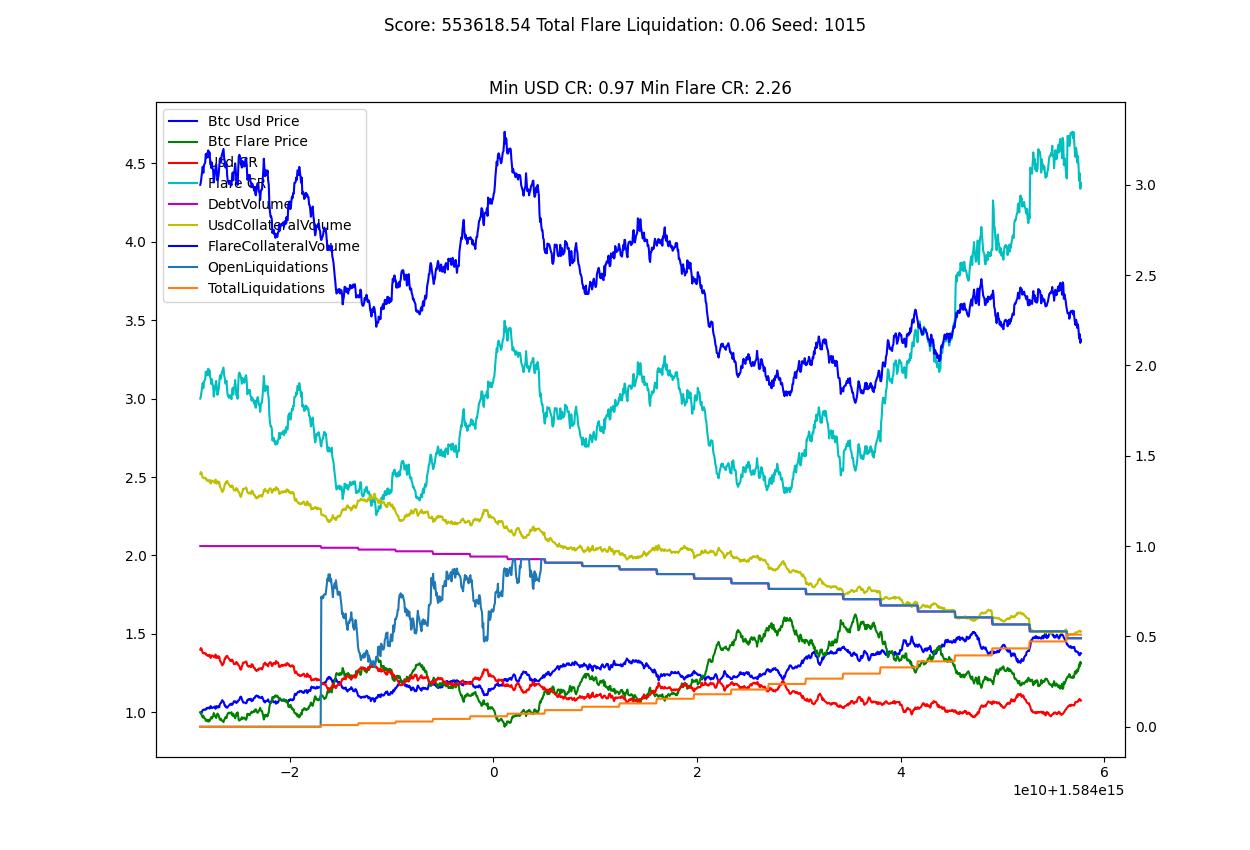 Score: 553618.54 Total Flare Liquidation: 0.06 Seed: 1015
Min USD CR: 0.97 Min Flare CR: 2.26
Btc Usd Price
Btc Flare Price
Usd CR
Flare CR
DebtVolume
UsdCollateralVolume
FlareCollateralVolume
OpenLiquidations
TotalLiquidations
4.5
4.0
3.5
3.0
2.5
2.0
1.5
1.0
3.0
2.5
2.0
1.5
1.0
0.5
0.0
−2
0
2
4
6
1e10+1.584e15